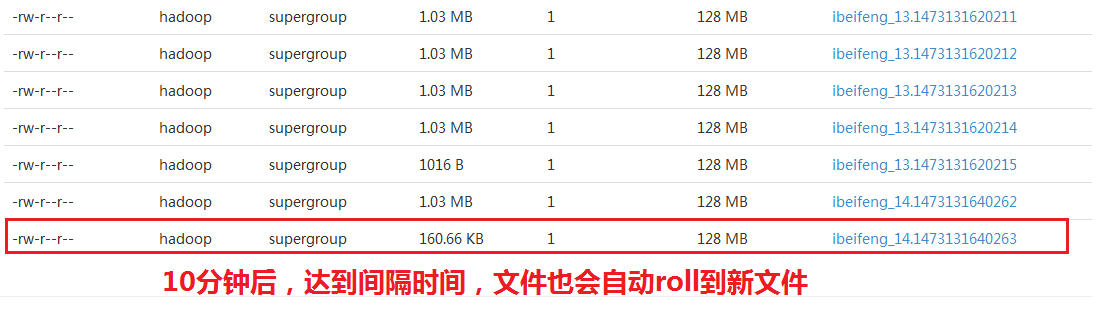 -rw-r--r-- hadoop supergroup 1.03 MB 1 128 MB ibeifeng_13.1473131620211
-rw-r--r-- hadoop supergroup 1.03 MB 1 128 MB ibeifeng_13.1473131620212
-rw-r--r-- hadoop supergroup 1.03 MB 1 128 MB ibeifeng_13.1473131620213
-rw-r--r-- hadoop supergroup 1.03 MB 1 128 MB ibeifeng_13.1473131620214
-rw-r--r-- hadoop supergroup 1016 B 1 128 MB ibeifeng_13.1473131620215
-rw-r--r-- hadoop supergroup 1.03 MB 1 128 MB ibeifeng_14.1473131640262
-rw-r--r-- hadoop supergroup 160.66 KB 1 128 MB ibeifeng_14.1473131640263
10分钟后，达到间隔时间，文件也会自动roll到新文件